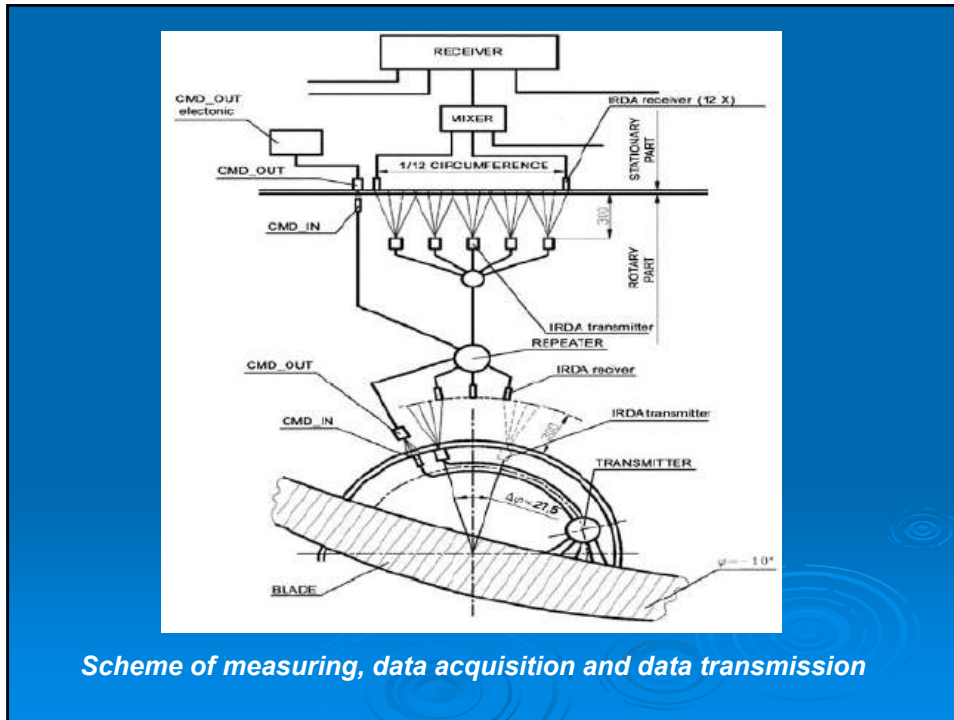 RECEIVER
CMD_OUT
electonic
IRDA receiver (12 X)
MIXER
STATIONARY
PART
1/12 CIRCUMFERENCE
CMD_OUT
CMD_IN
300
ROTARY
PART
IRDA transmitter
REPEATER
CMD_OUT
IRDA reciver
IRDA transmitter
CMD_IN
300
TRANSMITTER
Δφ=27.5
φ=-10°
BLADE
Scheme of measuring, data acquisition and data transmission